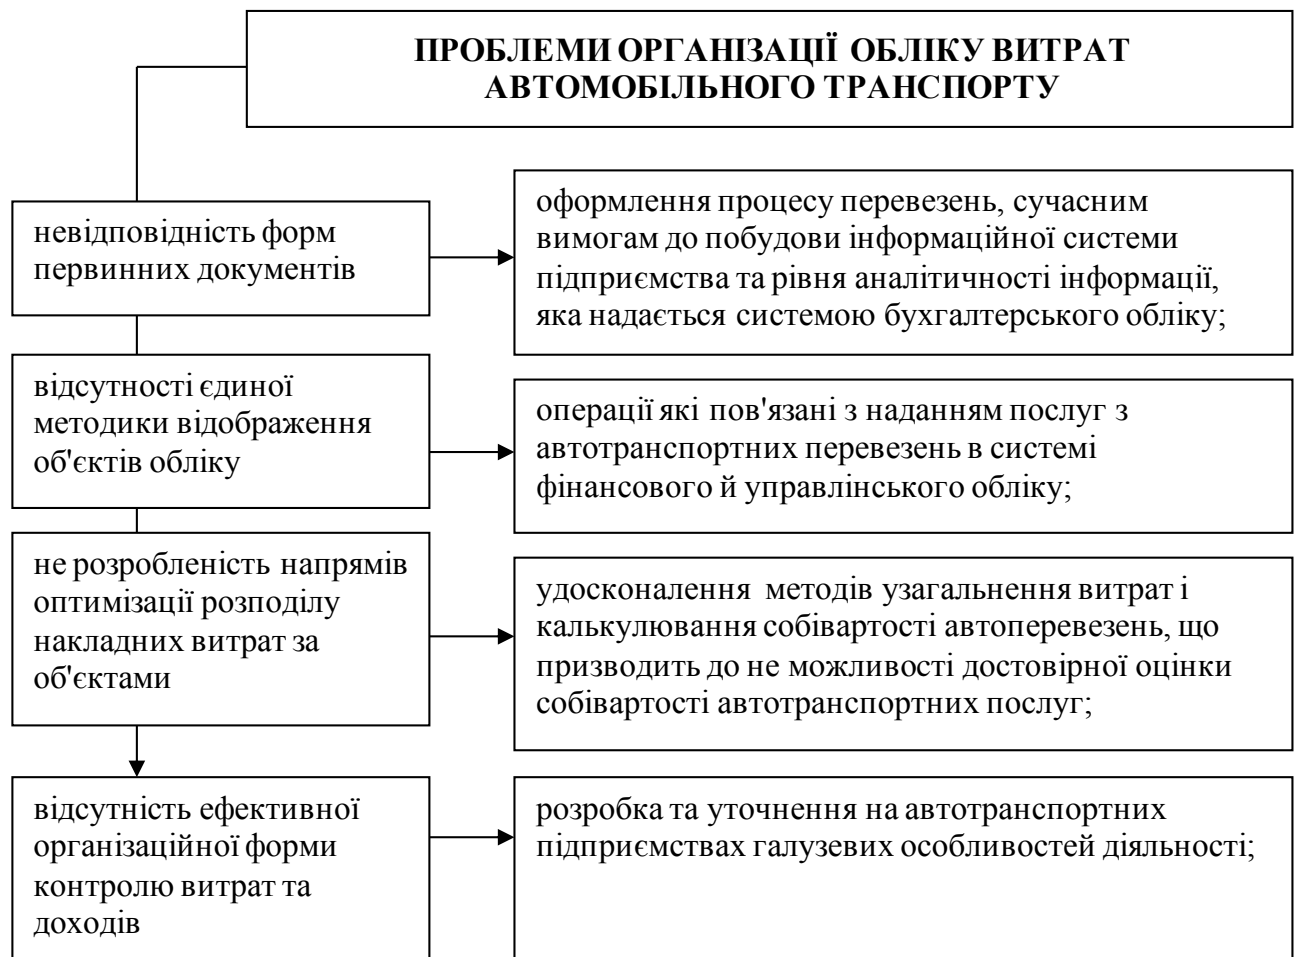 ПРОБЛЕМИ ОРГАНІЗАЦІЇ ОБЛІКУ ВИТРАТ
АВТОМОБІЛЬНОГО ТРАНСПОРТУ
невідповідність форм
первинних документів
оформлення процесу перевезень, сучасним
вимогам до побудови інформаційної системи
підприємства та рівня аналітичності інформації,
яка надається системою бухгалтерського обліку;
відсутності єдиної
методики відображення
об'єктів обліку
операції які пов'язані з наданням послуг з
автотранспортних перевезень в системі
фінансового й управлінського обліку;
не розробленість напрямів
оптимізації розподілу
накладних витрат за
об'єктами
удосконалення методів узагальнення витрат і
калькулювання собівартості автоперевезень, що
призводить до не можливості достовірної оцінки
собівартості автотранспортних послуг;
відсутність ефективної
організаційної форми
контролю витрат та
доходів
розробка та уточнення на автотранспортних
підприємствах галузевих особливостей діяльності;